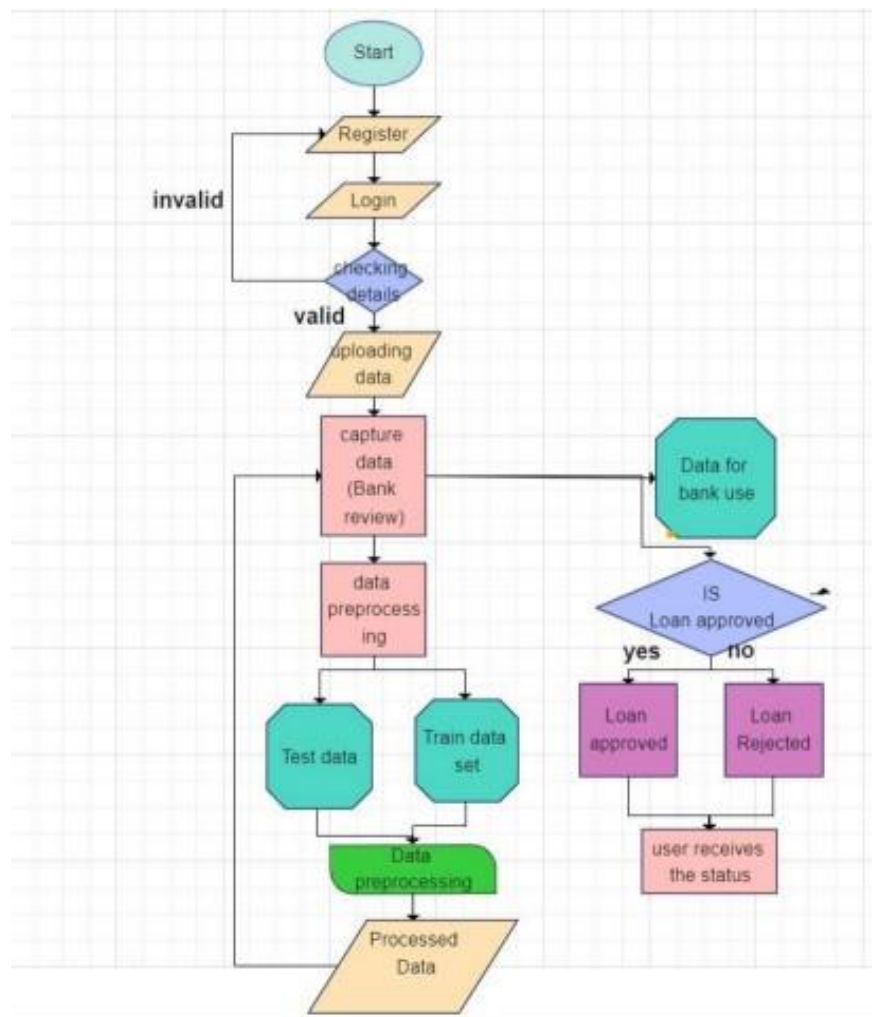 Start
Register
invalid
Login
checking
details
valid
uploading
data
capture
data
(Bank
review)
Data for
bank use
data
preprocess
ing
IS
Loan approved
yes
no
Test data
Train data
set
Loan
approved
Loan
Rejected
Data
preprocessing
user receives
the status
Processed
Data